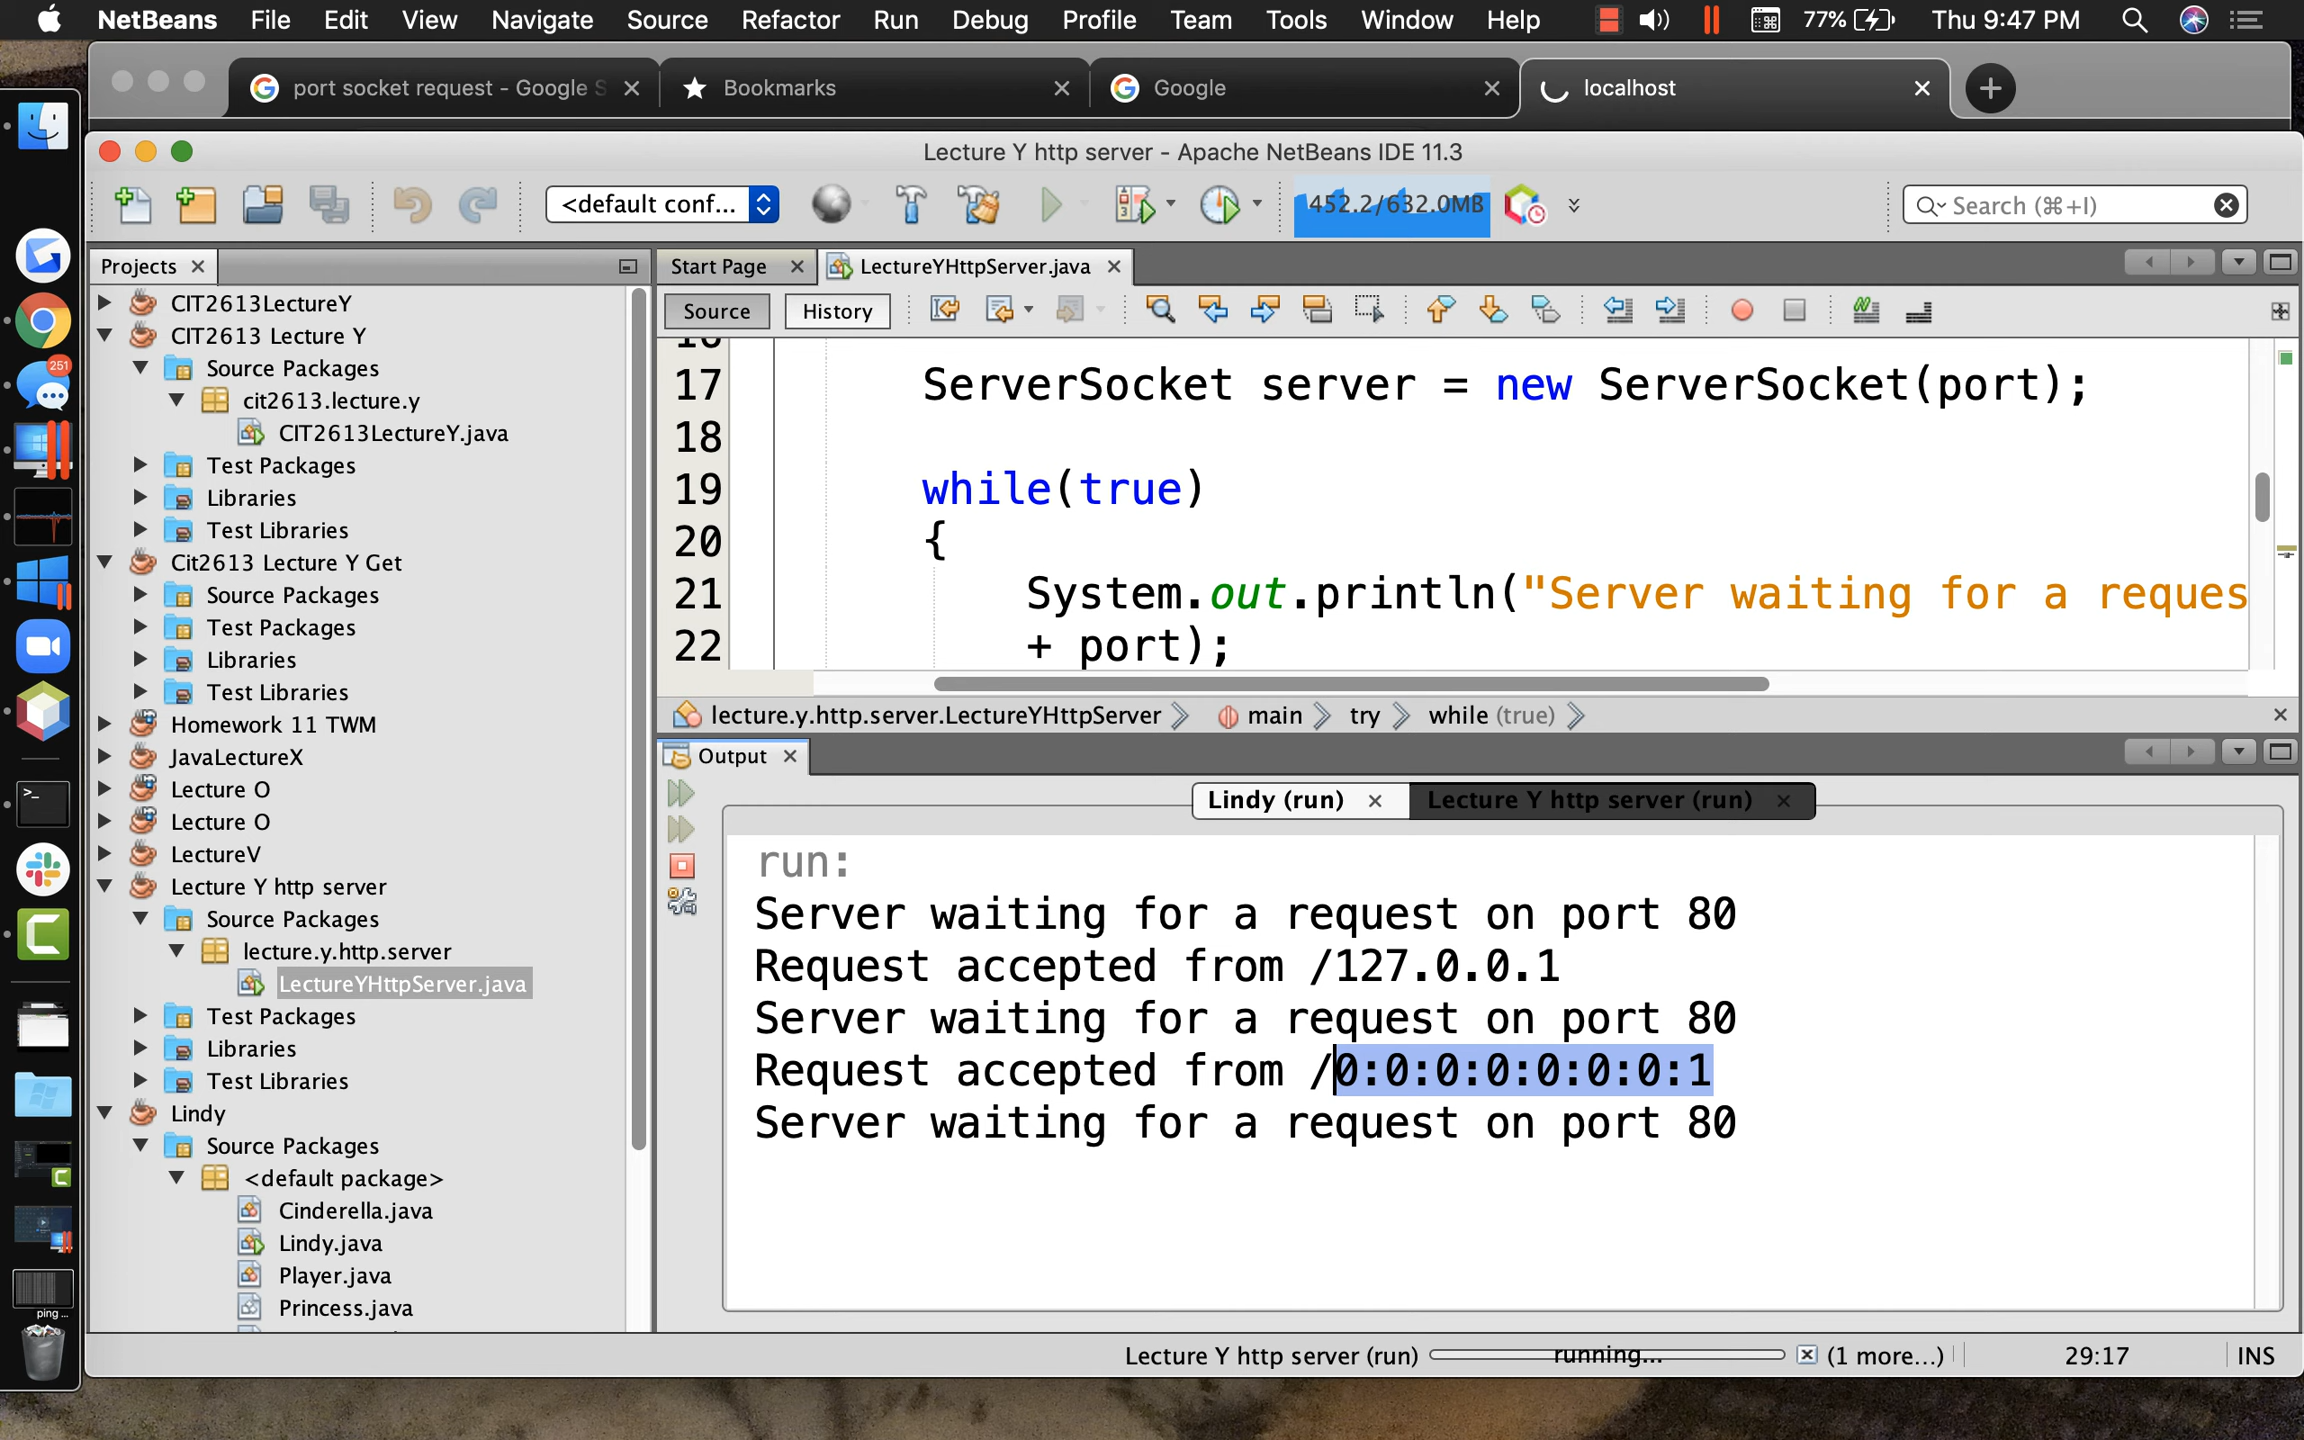 NetBeans File Edit View Navigate Source Refactor Run Debug Profile Team Tools Window Help 77% Thu 9:47 PM
port socket request - Google S Bookmarks Google localhost
Lecture Y http server - Apache NetBeans IDE 11.3
<default conf... 452.2/632.0MB Search (⌘+I)
Projects
CIT2613LectureY
CIT2613 Lecture Y
Source Packages
cit2613.lecture.y
CIT2613LectureY.java
Test Packages
Libraries
Test Libraries
Cit2613 Lecture Y Get
Source Packages
Test Packages
Libraries
Test Libraries
Homework 11 TWM
JavaLectureX
Lecture O
Lecture O
LectureV
Lecture Y http server
Source Packages
lecture.y.http.server
LectureYHttpServer.java
Test Packages
Libraries
Test Libraries
Lindy
Source Packages
<default package>
Cinderella.java
Lindy.java
Player.java
Princess.java
Start Page LectureYHttpServer.java
Source History
16
17 ServerSocket server = new ServerSocket(port);
18
19 while(true)
20 {
21 System.out.println("Server waiting for a reques
22 + port);
lecture.y.http.server.LectureYHttpServer main try while (true)
Output
Lindy (run) Lecture Y http server (run)
run:
Server waiting for a request on port 80
Request accepted from /127.0.0.1
Server waiting for a request on port 80
Request accepted from /0:0:0:0:0:0:0:1
Server waiting for a request on port 80
Lecture Y http server (run) running... (1 more...) 29:17 INS
251
ping ...